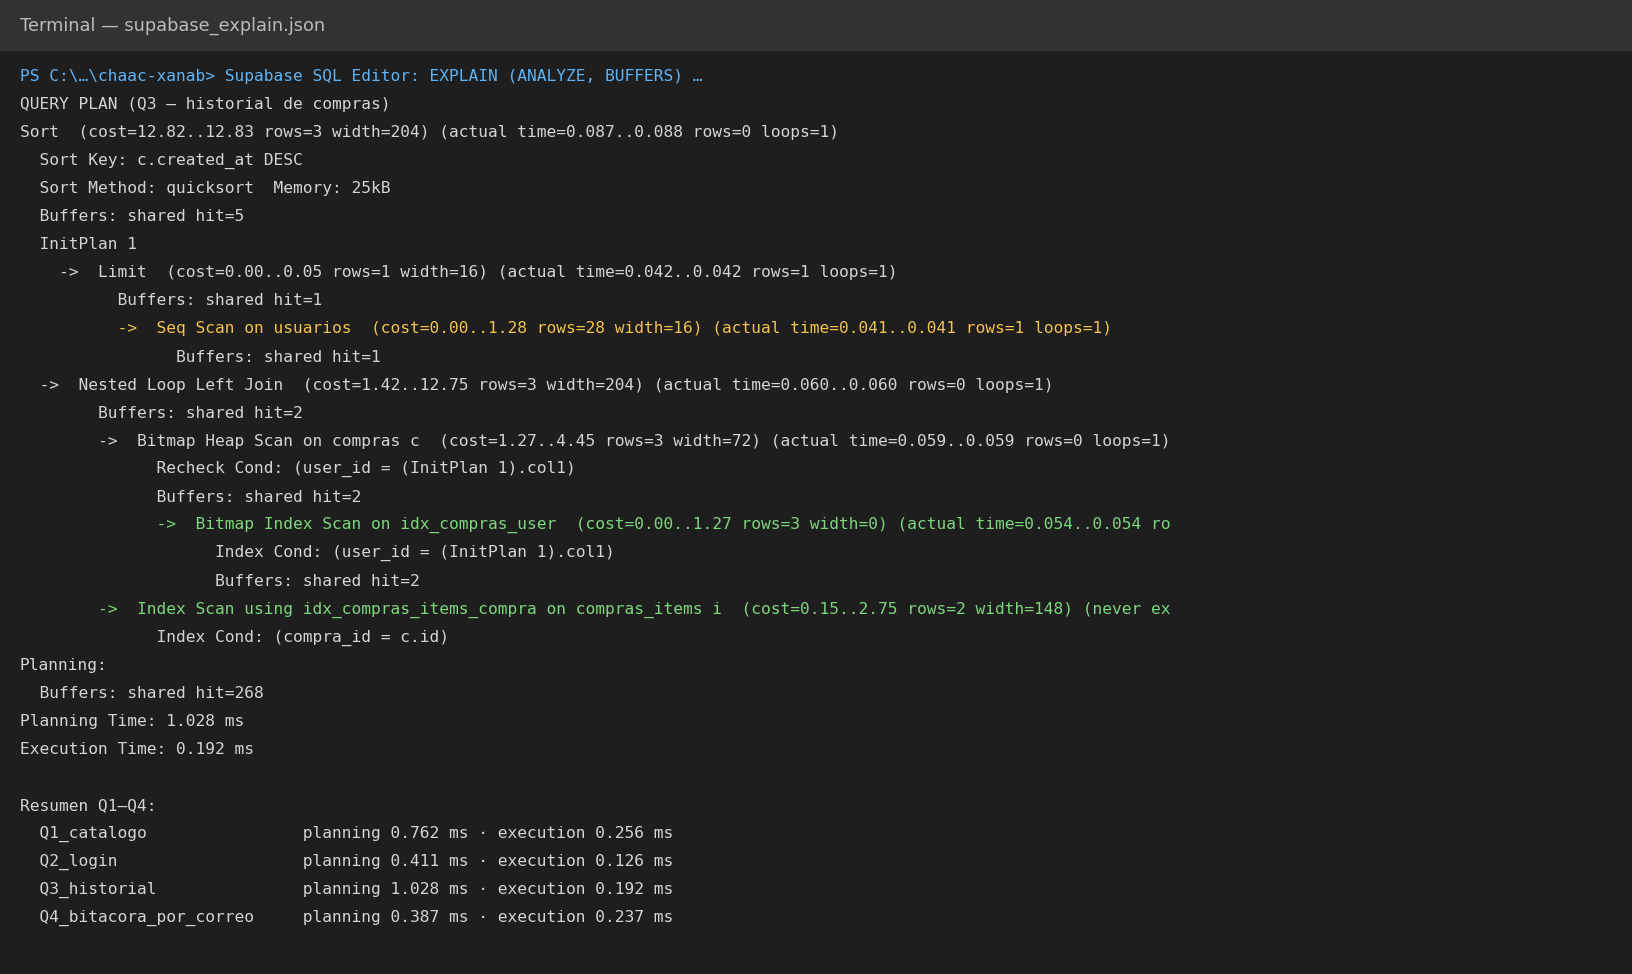 Terminal — supabase_explain.json
PS C:\…\chaac-xanab> Supabase SQL Editor: EXPLAIN (ANALYZE, BUFFERS) …
QUERY PLAN (Q3 — historial de compras)
Sort  (cost=12.82..12.83 rows=3 width=204) (actual time=0.087..0.088 rows=0 loops=1)
  Sort Key: c.created_at DESC
  Sort Method: quicksort  Memory: 25kB
  Buffers: shared hit=5
  InitPlan 1
    ->  Limit  (cost=0.00..0.05 rows=1 width=16) (actual time=0.042..0.042 rows=1 loops=1)
          Buffers: shared hit=1
          ->  Seq Scan on usuarios  (cost=0.00..1.28 rows=28 width=16) (actual time=0.041..0.041 rows=1 loops=1)
                Buffers: shared hit=1
  ->  Nested Loop Left Join  (cost=1.42..12.75 rows=3 width=204) (actual time=0.060..0.060 rows=0 loops=1)
        Buffers: shared hit=2
        ->  Bitmap Heap Scan on compras c  (cost=1.27..4.45 rows=3 width=72) (actual time=0.059..0.059 rows=0 loops=1)
              Recheck Cond: (user_id = (InitPlan 1).col1)
              Buffers: shared hit=2
              ->  Bitmap Index Scan on idx_compras_user  (cost=0.00..1.27 rows=3 width=0) (actual time=0.054..0.054 ro
                    Index Cond: (user_id = (InitPlan 1).col1)
                    Buffers: shared hit=2
        ->  Index Scan using idx_compras_items_compra on compras_items i  (cost=0.15..2.75 rows=2 width=148) (never ex
              Index Cond: (compra_id = c.id)
Planning:
  Buffers: shared hit=268
Planning Time: 1.028 ms
Execution Time: 0.192 ms
Resumen Q1–Q4:
  Q1_catalogo                planning 0.762 ms · execution 0.256 ms
  Q2_login                   planning 0.411 ms · execution 0.126 ms
  Q3_historial               planning 1.028 ms · execution 0.192 ms
  Q4_bitacora_por_correo     planning 0.387 ms · execution 0.237 ms